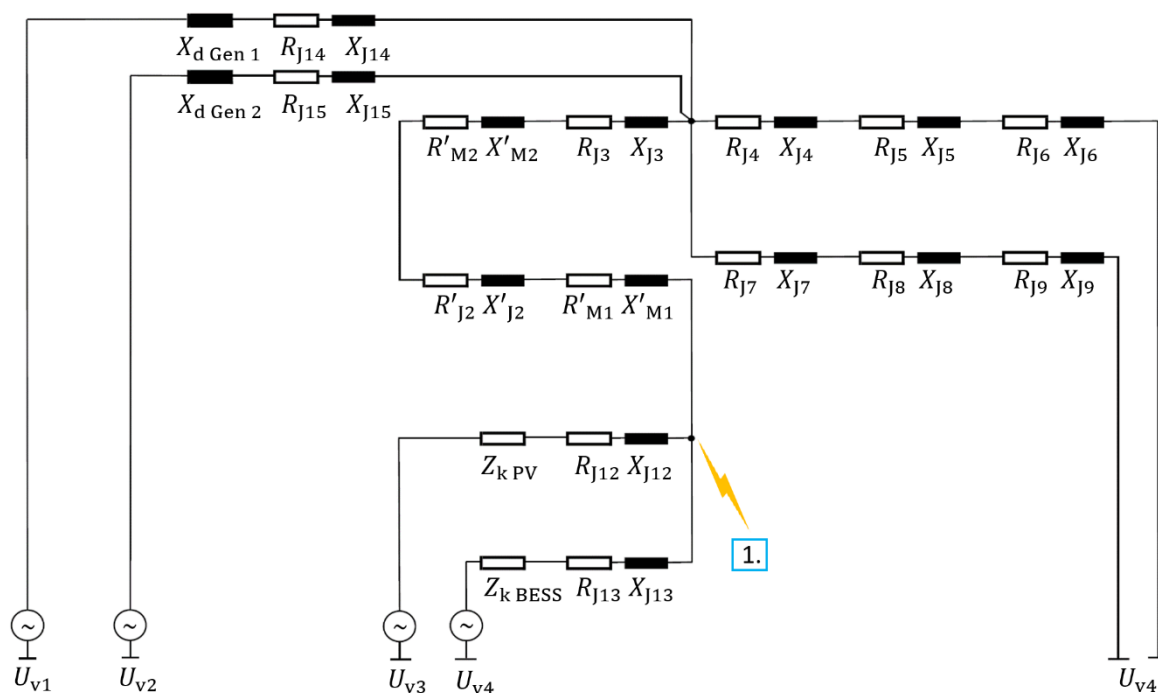 X_d Gen 1 R_J14 X_J14
X_d Gen 2 R_J15 X_J15
R'_M2 X'_M2 R_J3 X_J3 R_J4 X_J4 R_J5 X_J5 R_J6 X_J6
R_J7 X_J7 R_J8 X_J8 R_J9 X_J9
R'_J2 X'_J2 R'_M1 X'_M1
Z_k PV R_J12 X_J12
1.
Z_k BESS R_J13 X_J13
~ ~ ~ ~
U_v1 U_v2 U_v3 U_v4 U_v4